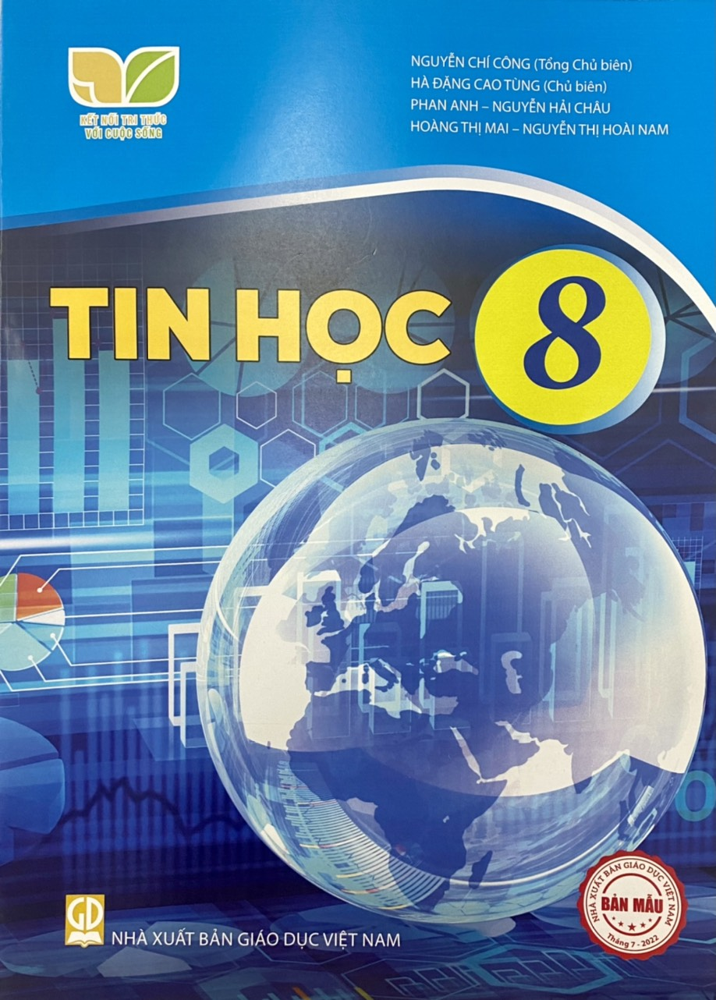 NGUYỄN CHÍ CÔNG (Tổng Chủ biên)
HÀ ĐẶNG CAO TÙNG (Chủ biên)
PHAN ANH – NGUYỄN HẢI CHÂU
HOÀNG THỊ MAI – NGUYỄN THỊ HOÀI NAM
KẾT NỐI TRI THỨC
VỚI CUỘC SỐNG
TIN HỌC 8
GD
NHÀ XUẤT BẢN GIÁO DỤC VIỆT NAM
NHÀ XUẤT BẢN GIÁO DỤC VIỆT NAM
BẢN MẪU
Tháng 7 - 2022